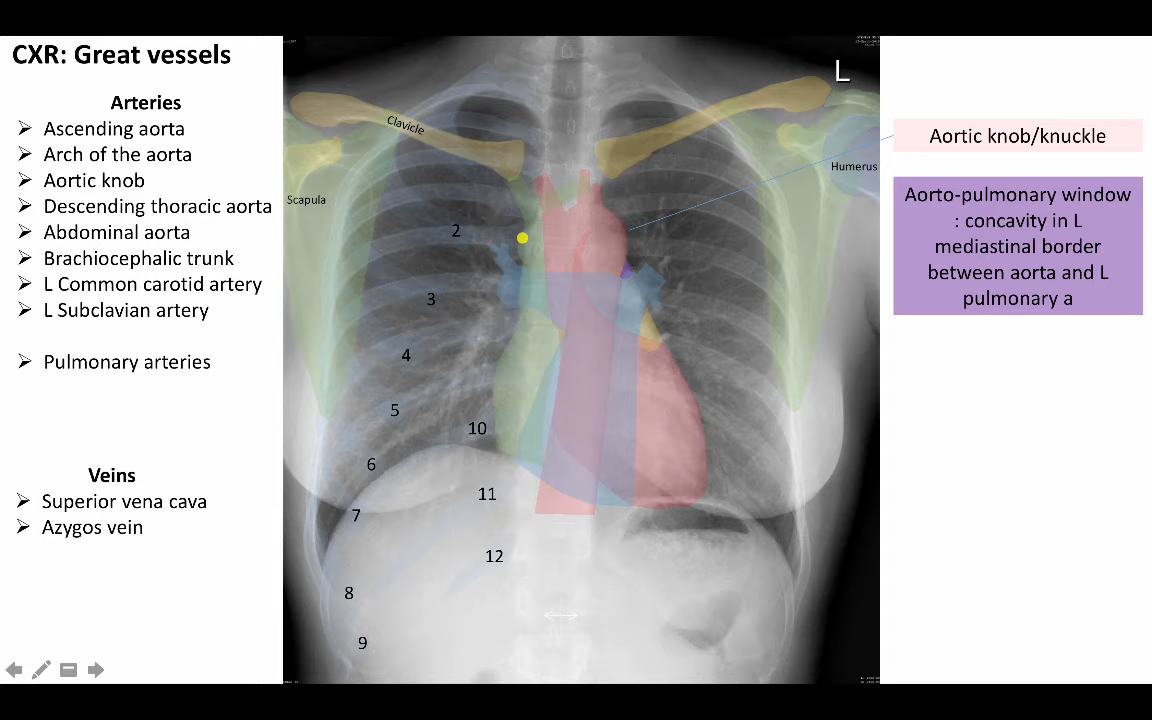 CXR: Great vessels
Arteries
Ascending aorta
Arch of the aorta
Aortic knob
Descending thoracic aorta
Abdominal aorta
Brachiocephalic trunk
L Common carotid artery
L Subclavian artery
Pulmonary arteries
Veins
Superior vena cava
Azygos vein
L
Clavicle
Scapula
Humerus
2
3
4
5
10
6
11
7
12
8
9
Aortic knob/knuckle
Aorto-pulmonary window
: concavity in L
mediastinal border
between aorta and L
pulmonary a